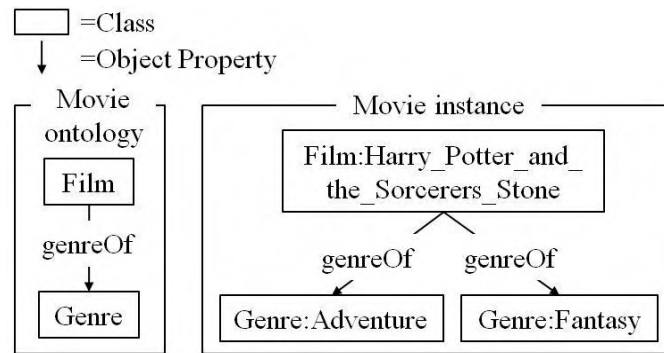 =Class
=Object Property
Movie
ontology
Film
genreOf
Genre
Movie instance
Film:Harry_Potter_and_
the_Sorcerers_Stone
genreOf genreOf
Genre:Adventure Genre:Fantasy